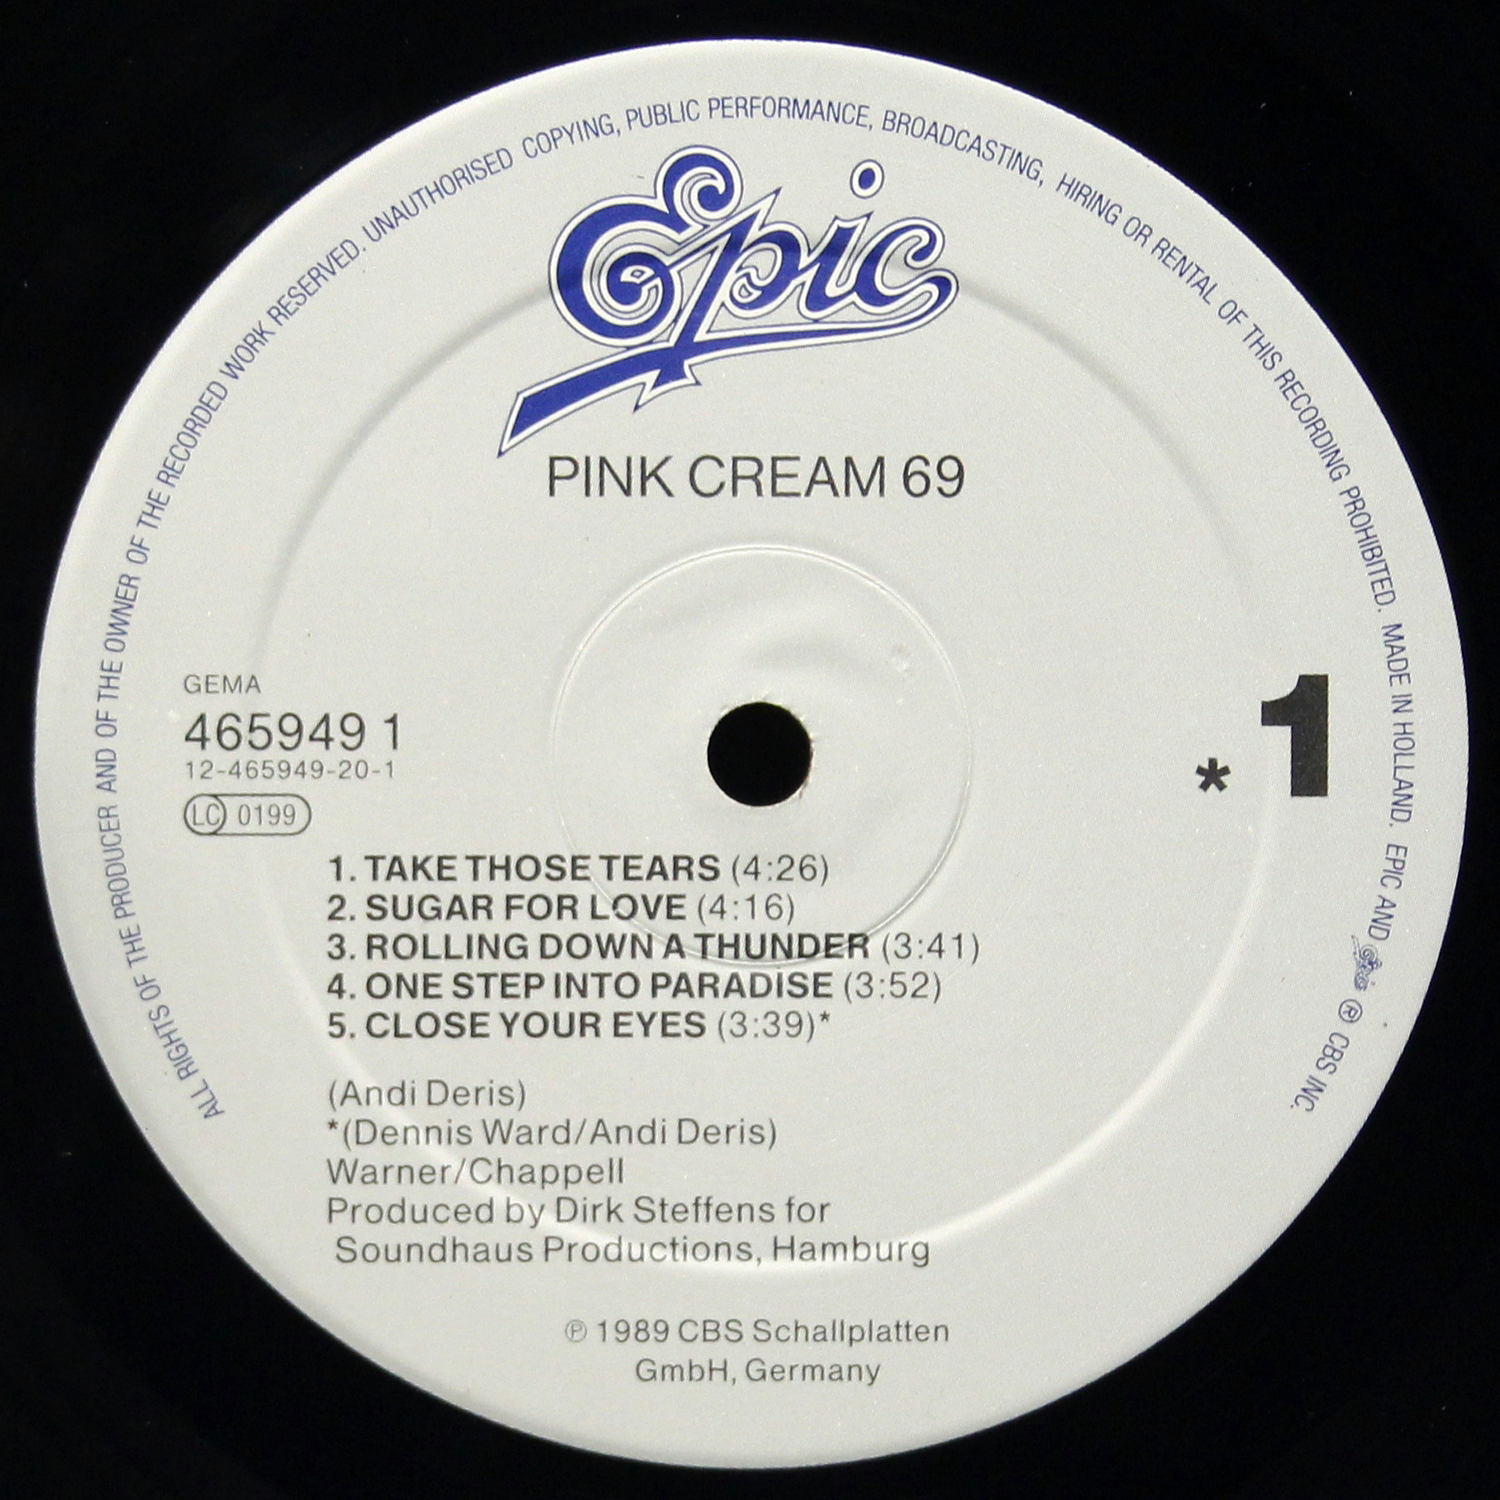 ALL RIGHTS OF THE PRODUCER AND OF THE OWNER OF THE RECORDED WORK RESERVED. UNAUTHORISED COPYING, PUBLIC PERFORMANCE, BROADCASTING, HIRING OR RENTAL OF THIS RECORDING PROHIBITED. MADE IN HOLLAND. EPIC AND Epic ® CBS INC.
Epic
PINK CREAM 69
GEMA
465949 1
12-465949-20-1
LC 0199
* 1
1. TAKE THOSE TEARS (4:26)
2. SUGAR FOR LOVE (4:16)
3. ROLLING DOWN A THUNDER (3:41)
4. ONE STEP INTO PARADISE (3:52)
5. CLOSE YOUR EYES (3:39)*
(Andi Deris)
*(Dennis Ward/Andi Deris)
Warner/Chappell
Produced by Dirk Steffens for
Soundhaus Productions, Hamburg
℗ 1989 CBS Schallplatten
GmbH, Germany